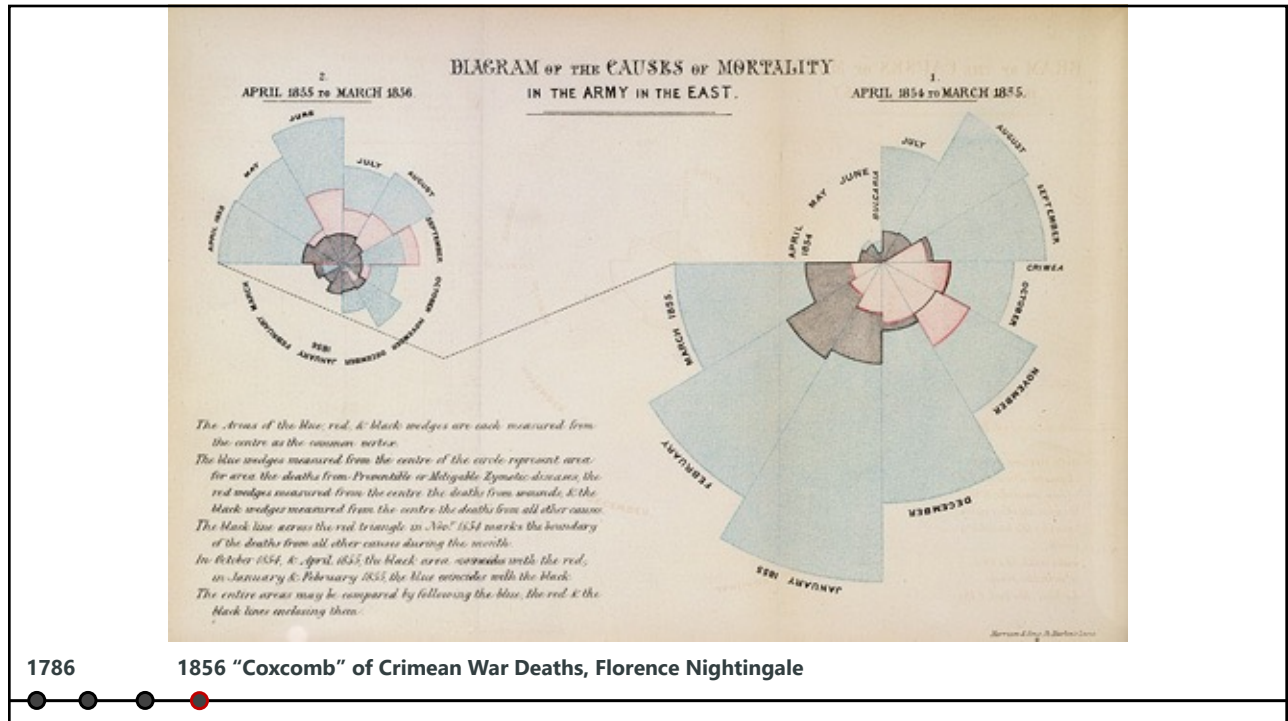 DIAGRAM OF THE CAUSES OF MORTALITY
IN THE ARMY IN THE EAST.
2.
APRIL 1855 TO MARCH 1856.
1.
APRIL 1854 TO MARCH 1855.
JUNE
JULY
AUGUST
SEPTEMBER
OCTOBER
NOVEMBER
DECEMBER
JANUARY
1856
FEBRUARY
MARCH
APRIL 1855
MAY
APRIL
1854
MAY
JUNE
BULGARIA
JULY
AUGUST
SEPTEMBER
CRIMEA
OCTOBER
NOVEMBER
DECEMBER
JANUARY 1855
FEBRUARY
MARCH 1855.
The Areas of the blue, red, & black wedges are each measured from
the centre as the common vertex.
The blue wedges measured from the centre of the circle represent area
for area the deaths from Preventible or Mitigable Zymotic diseases, the
red wedges measured from the centre the deaths from wounds, & the
black wedges measured from the centre the deaths from all other causes.
The black line across the red triangle in Novr. 1854 marks the boundary
of the deaths from all other causes during the month.
In October 1854, & April 1855, the black area coincides with the red,
in January & February 1855, the blue coincides with the black.
The entire areas may be compared by following the blue, the red & the
black lines enclosing them.
Harrison & Sons
1786
1856 “Coxcomb” of Crimean War Deaths, Florence Nightingale